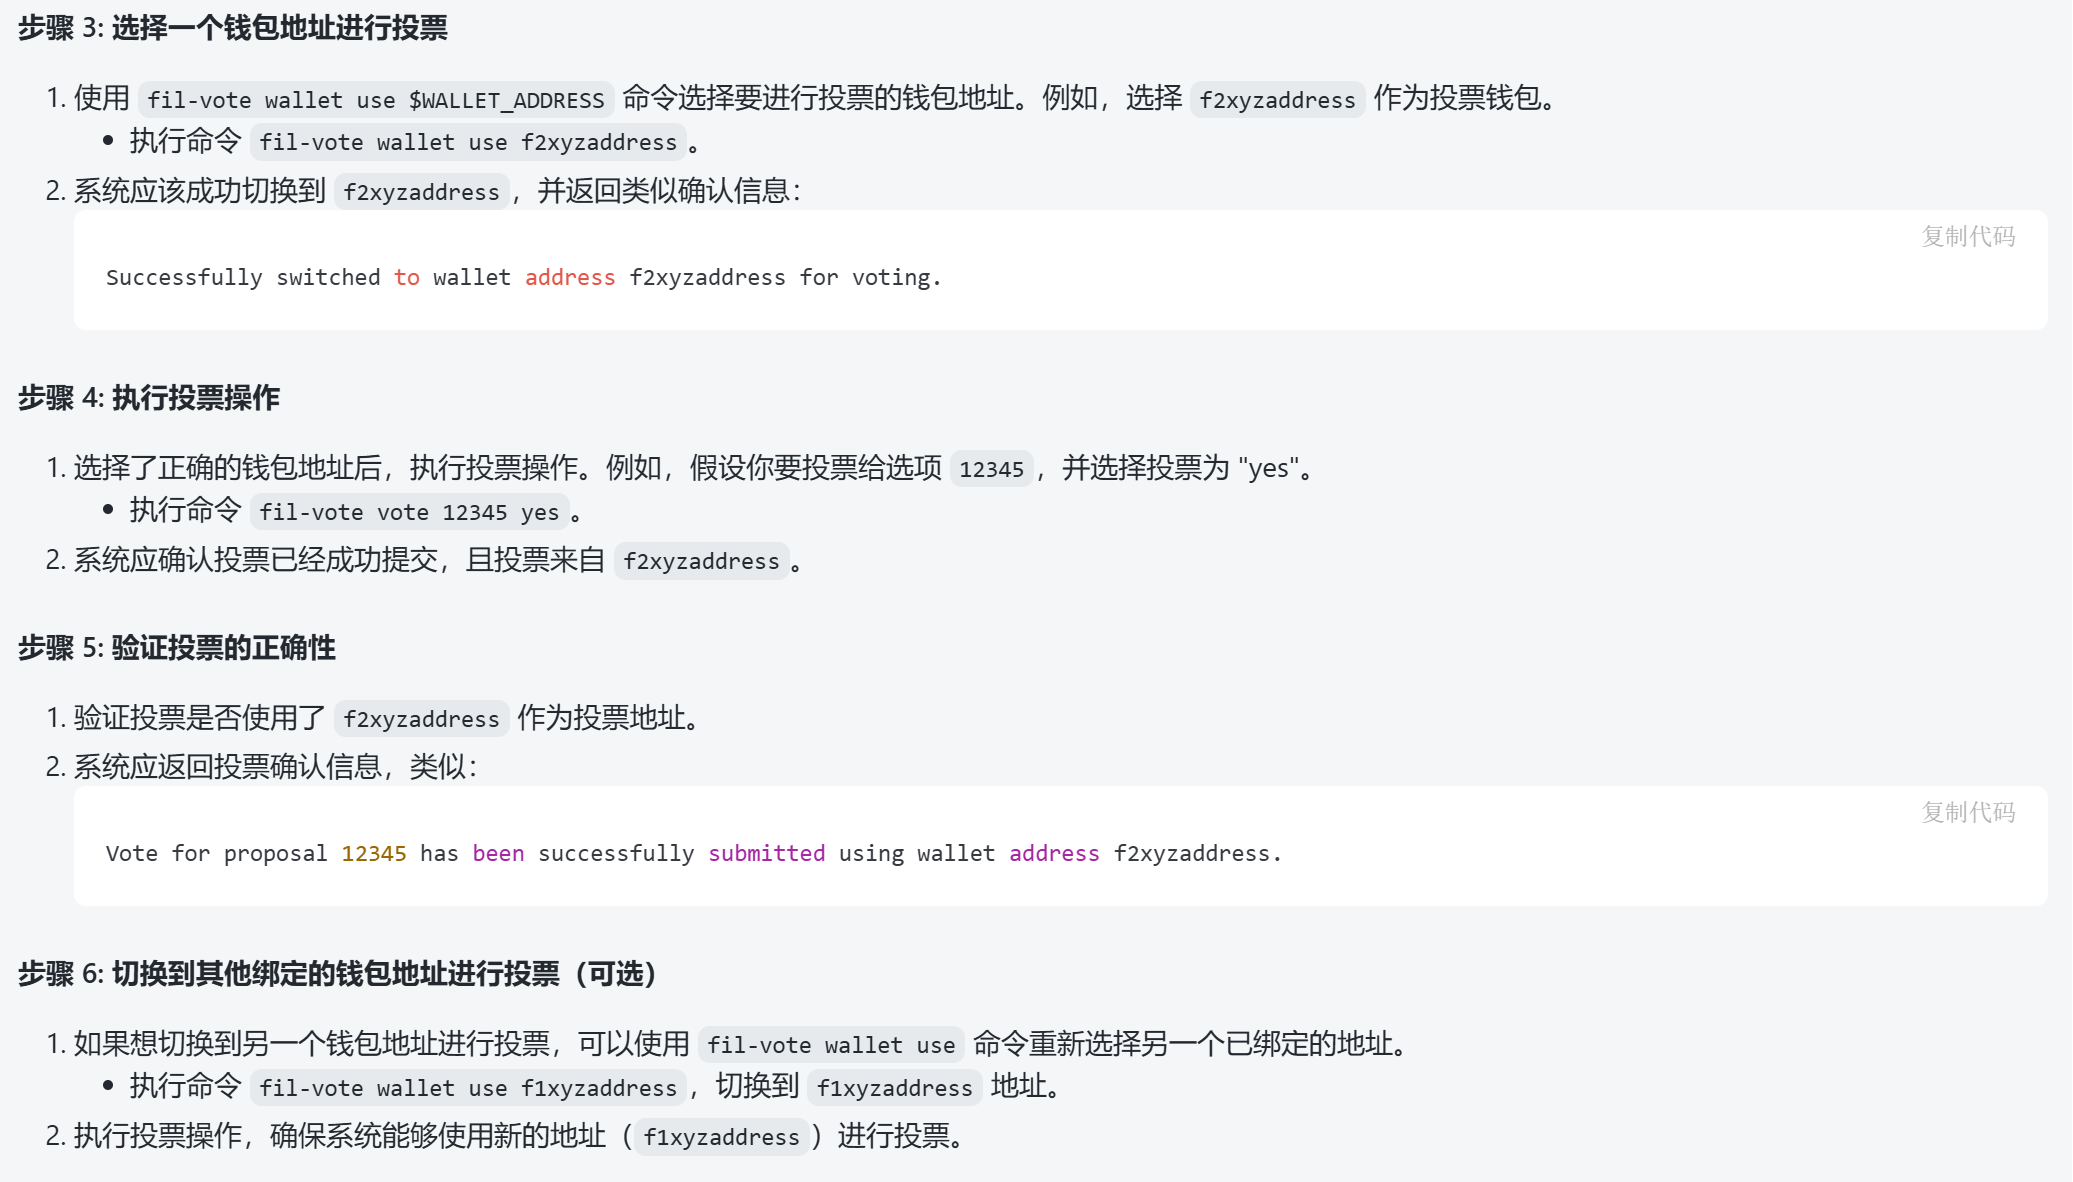 步骤 3: 选择一个钱包地址进行投票
1. 使用 fil-vote wallet use $WALLET_ADDRESS 命令选择要进行投票的钱包地址。例如，选择 f2xyzaddress 作为投票钱包。
• 执行命令 fil-vote wallet use f2xyzaddress。
2. 系统应该成功切换到 f2xyzaddress，并返回类似确认信息：
复制代码
Successfully switched to wallet address f2xyzaddress for voting.
步骤 4: 执行投票操作
1. 选择了正确的钱包地址后，执行投票操作。例如，假设你要投票给选项 12345，并选择投票为 "yes"。
• 执行命令 fil-vote vote 12345 yes。
2. 系统应确认投票已经成功提交，且投票来自 f2xyzaddress。
步骤 5: 验证投票的正确性
1. 验证投票是否使用了 f2xyzaddress 作为投票地址。
2. 系统应返回投票确认信息，类似：
复制代码
Vote for proposal 12345 has been successfully submitted using wallet address f2xyzaddress.
步骤 6: 切换到其他绑定的钱包地址进行投票（可选）
1. 如果想切换到另一个钱包地址进行投票，可以使用 fil-vote wallet use 命令重新选择另一个已绑定的地址。
• 执行命令 fil-vote wallet use f1xyzaddress，切换到 f1xyzaddress 地址。
2. 执行投票操作，确保系统能够使用新的地址（f1xyzaddress）进行投票。